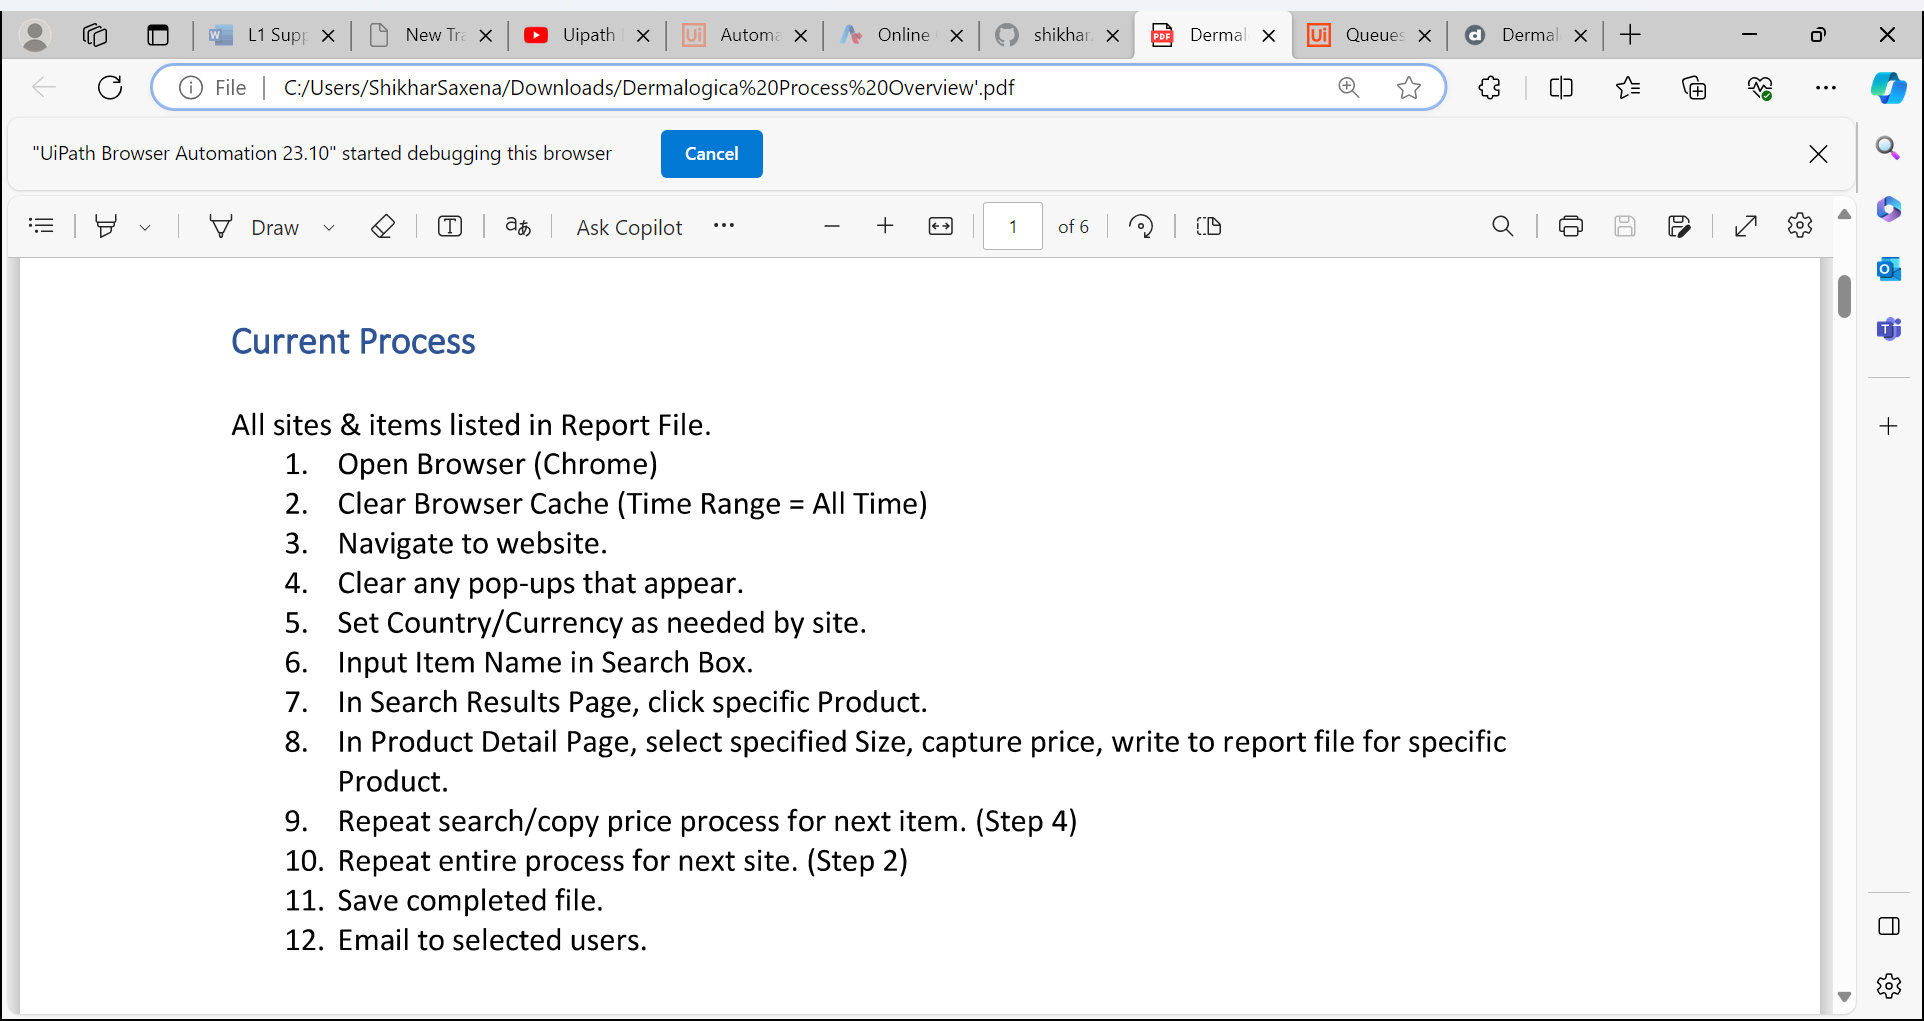 L1 Supp
New Tra
Uipath
Automa
Online
shikhar
Dermal
Queues
Dermal
File
C:/Users/ShikharSaxena/Downloads/Dermalogica%20Process%20Overview'.pdf
"UiPath Browser Automation 23.10" started debugging this browser
Cancel
Draw
Ask Copilot
1
of 6
Current Process
All sites & items listed in Report File.
1. Open Browser (Chrome)
2. Clear Browser Cache (Time Range = All Time)
3. Navigate to website.
4. Clear any pop-ups that appear.
5. Set Country/Currency as needed by site.
6. Input Item Name in Search Box.
7. In Search Results Page, click specific Product.
8. In Product Detail Page, select specified Size, capture price, write to report file for specific
Product.
9. Repeat search/copy price process for next item. (Step 4)
10. Repeat entire process for next site. (Step 2)
11. Save completed file.
12. Email to selected users.